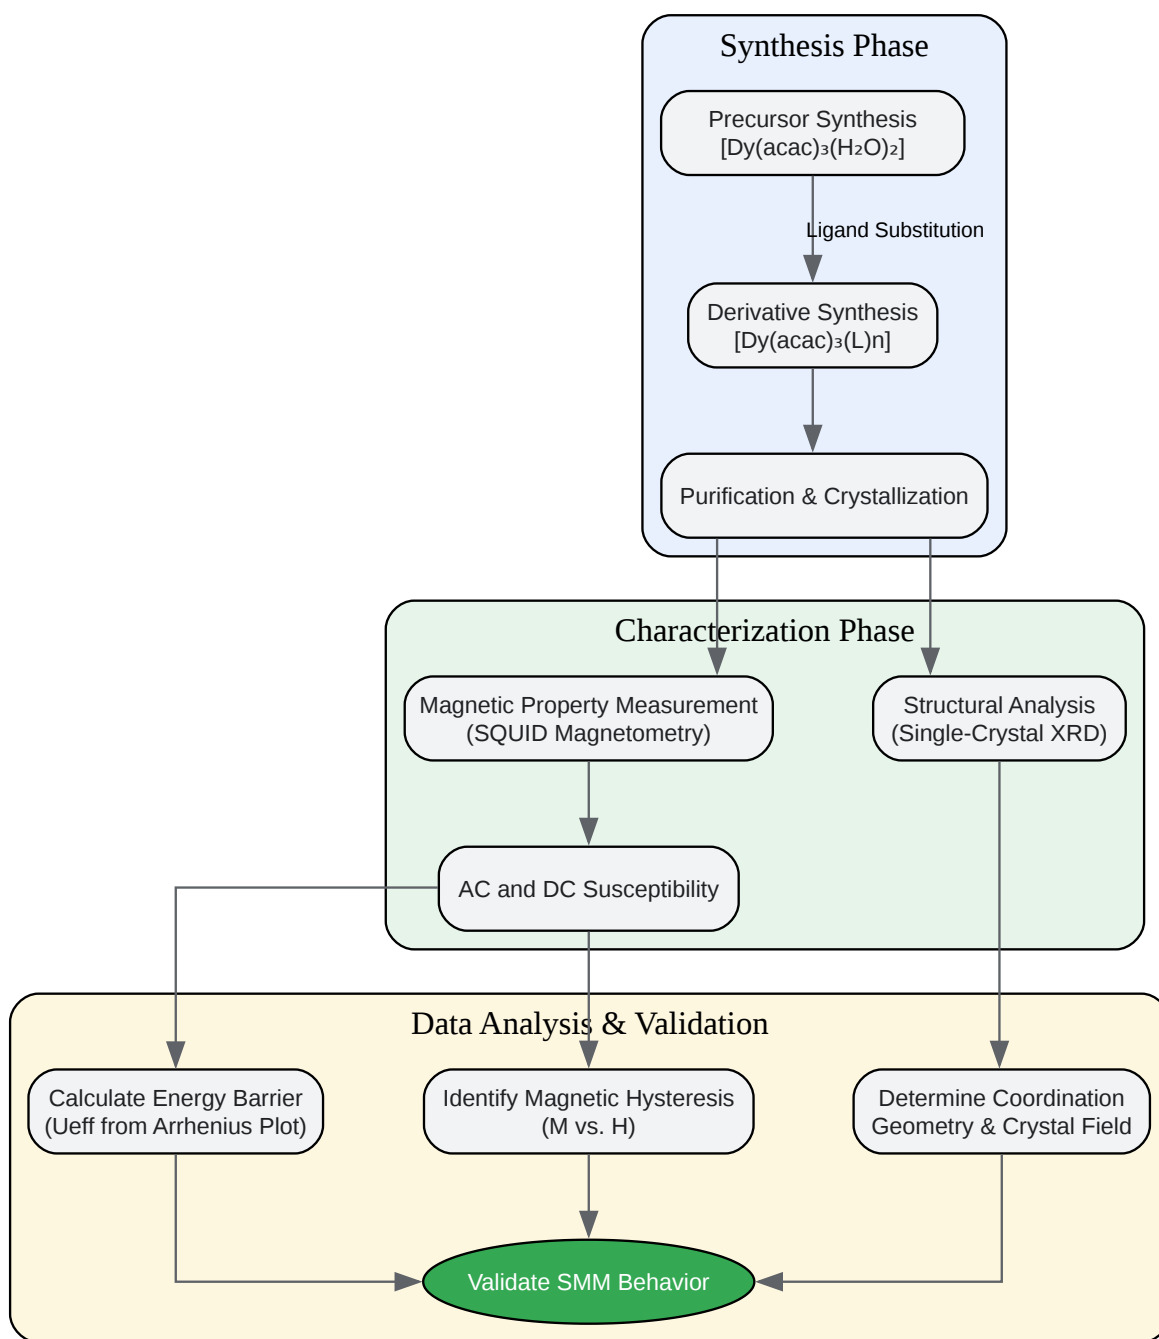 Synthesis Phase
Precursor Synthesis
[Dy(acac)₃(H₂O)₂]
Ligand Substitution
Derivative Synthesis
[Dy(acac)₃(L)n]
Purification & Crystallization
Characterization Phase
Magnetic Property Measurement
(SQUID Magnetometry)
Structural Analysis
(Single-Crystal XRD)
AC and DC Susceptibility
Data Analysis & Validation
Calculate Energy Barrier
(Ueff from Arrhenius Plot)
Identify Magnetic Hysteresis
(M vs. H)
Determine Coordination
Geometry & Crystal Field
Validate SMM Behavior